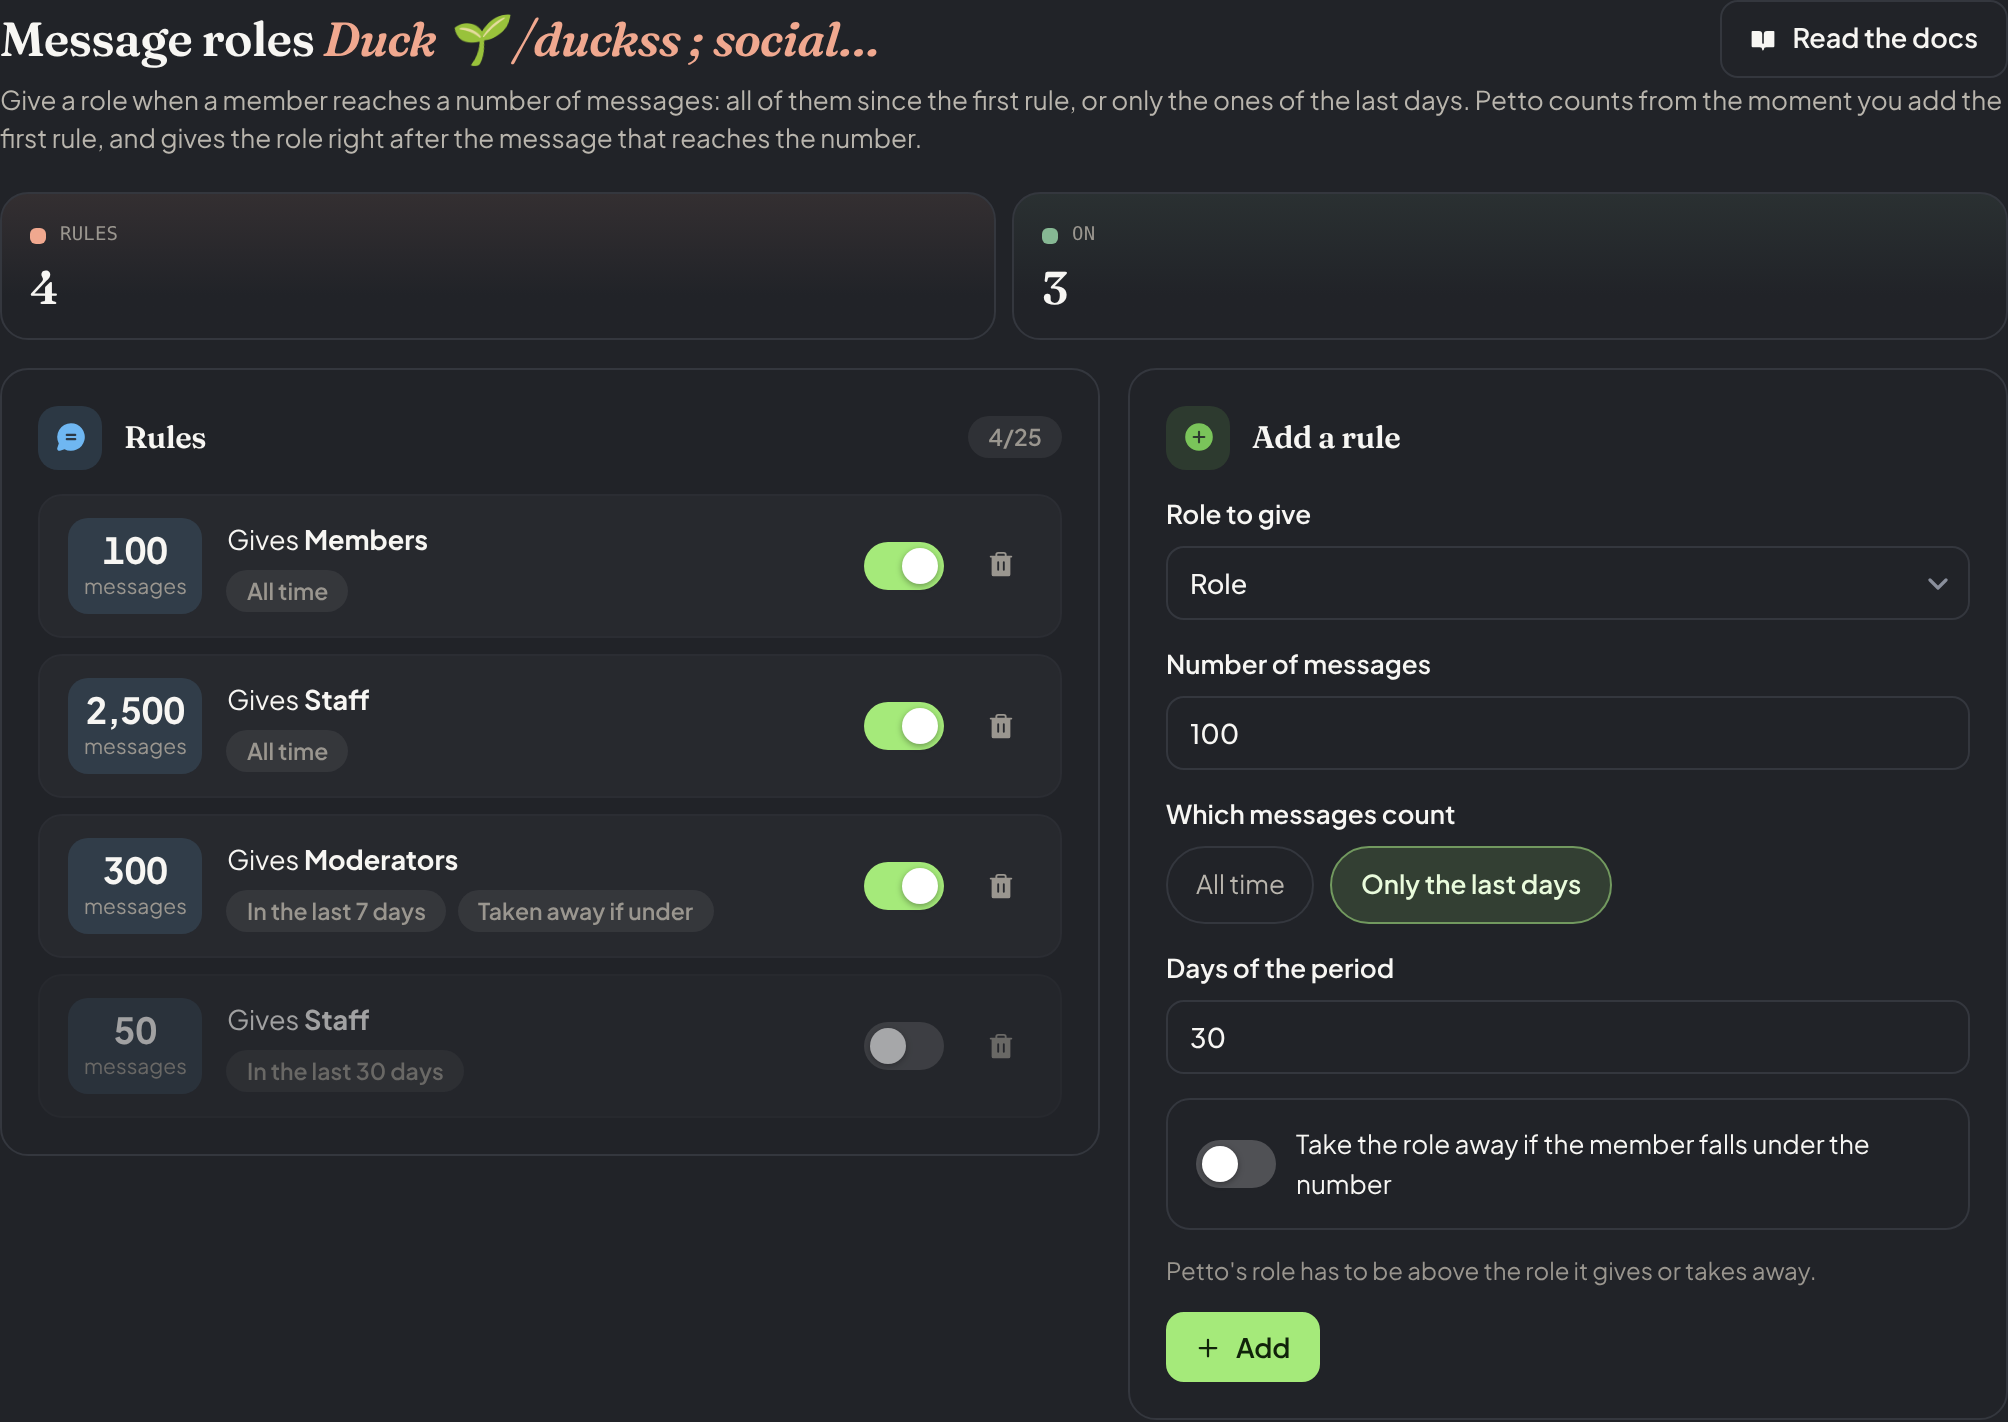 Message roles Duck 🌱/duckss ; social...
Read the docs
Give a role when a member reaches a number of messages: all of them since the first rule, or only the ones of the last days. Petto counts from the moment you add the
first rule, and gives the role right after the message that reaches the number.
RULES
4
ON
3
Rules
4/25
100
messages
Gives Members
All time
2,500
messages
Gives Staff
All time
300
messages
Gives Moderators
In the last 7 days
Taken away if under
50
messages
Gives Staff
In the last 30 days
Add a rule
Role to give
Role
Number of messages
100
Which messages count
All time
Only the last days
Days of the period
30
Take the role away if the member falls under the
number
Petto's role has to be above the role it gives or takes away.
+ Add